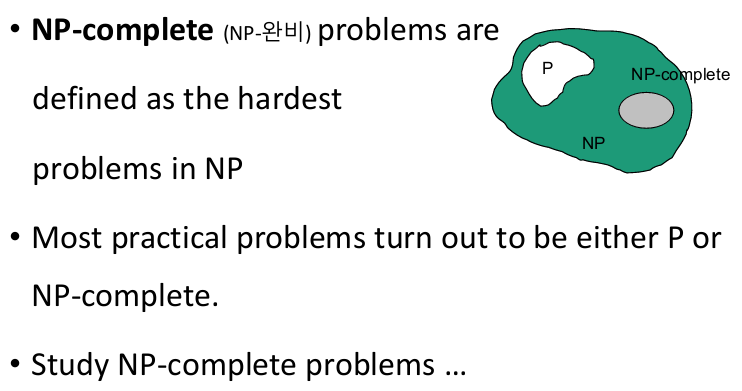 • NP-complete (NP-완비) problems are
defined as the hardest
problems in NP
P
NP-complete
NP
• Most practical problems turn out to be either P or
NP-complete.
• Study NP-complete problems ...